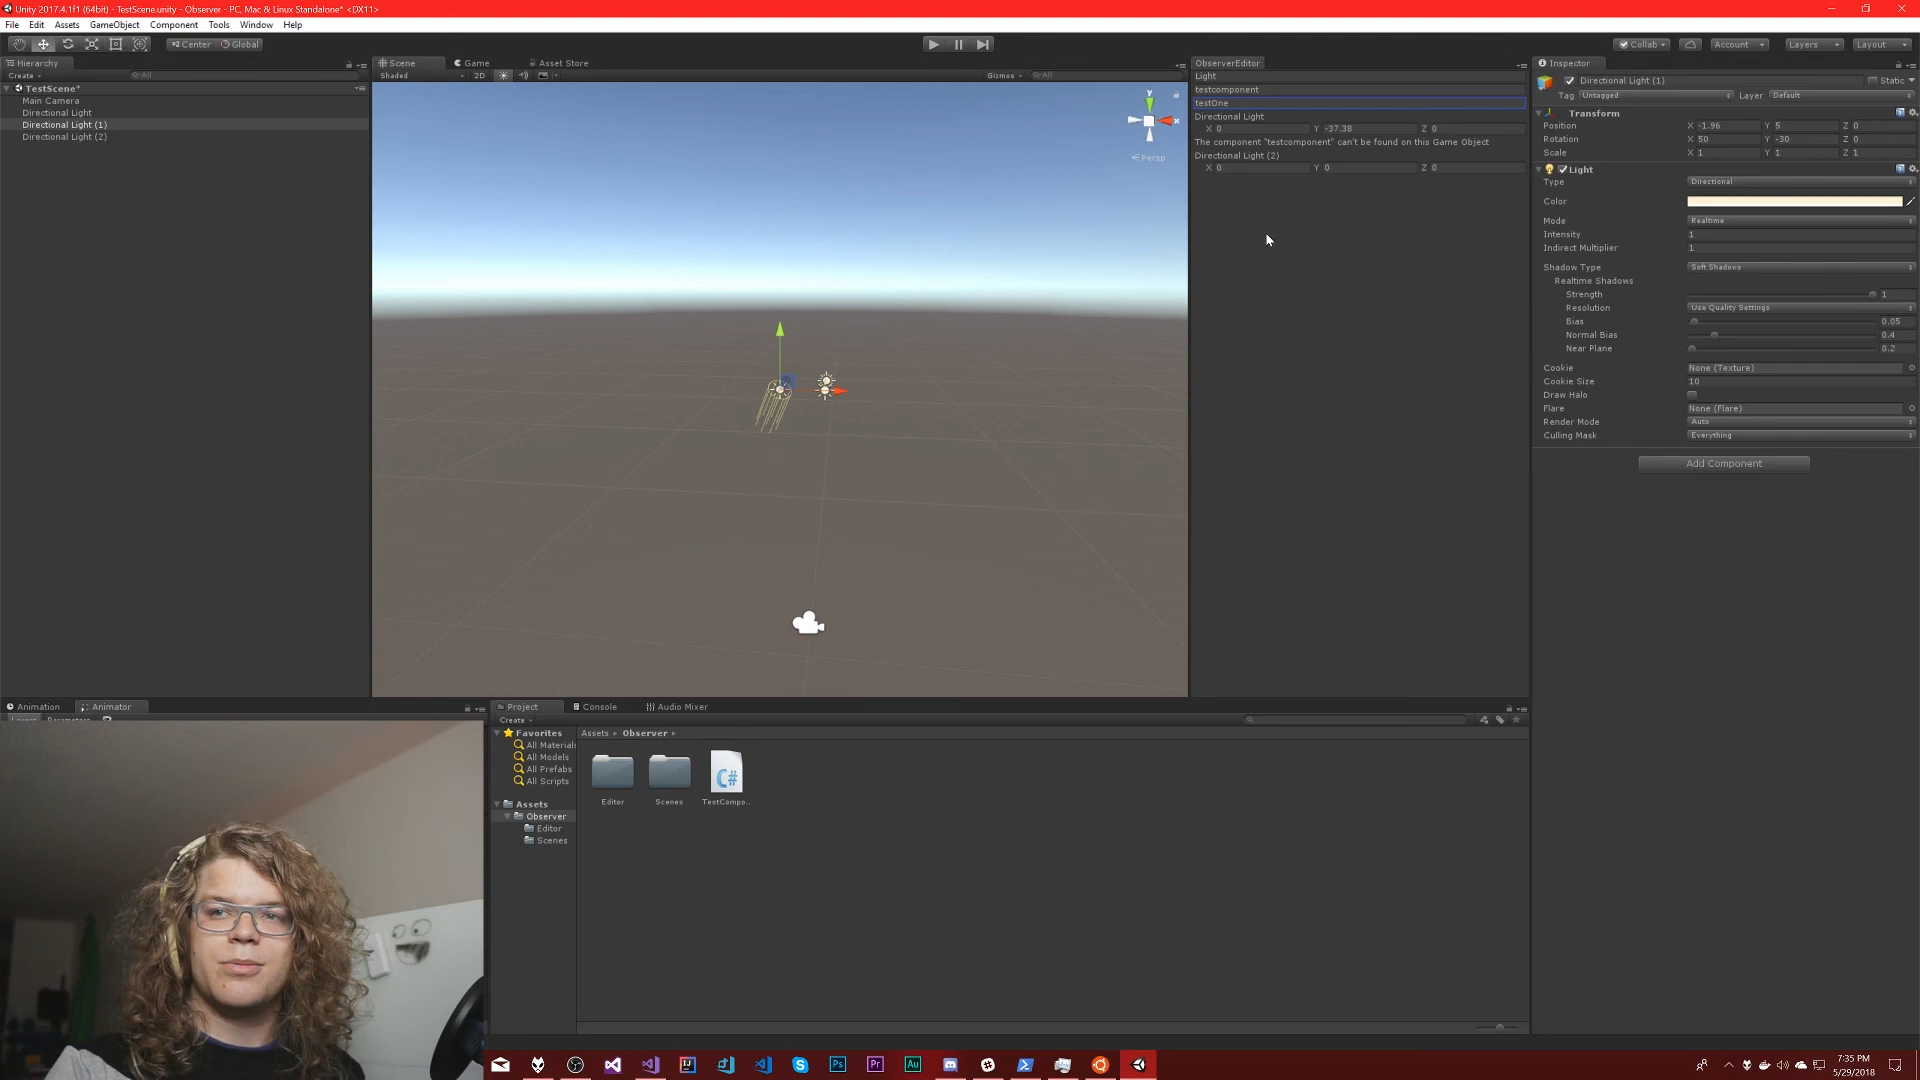 Unity 2017.4.1f1 (64bit) - TestScene.unity - Observer - PC, Mac & Linux Standalone* <DX11>
File Edit Assets GameObject Component Tools Window Help
Center Global
Collab Account Layers Layout
Hierarchy
Create All
TestScene*
Main Camera
Directional Light
Directional Light (1)
Directional Light (2)
Scene Game Asset Store
Shaded 2D Gizmos All
y
x
Persp
ObserverEditor
Light
testcomponent
testOne
Directional Light
X 0 Y -37.38 Z 0
The component "testcomponent" can't be found on this Game Object
Directional Light (2)
X 0 Y 0 Z 0
Inspector
Directional Light (1) Static
Tag Untagged Layer Default
Transform
Position X -1.96 Y 5 Z 0
Rotation X 50 Y -30 Z 0
Scale X 1 Y 1 Z 1
Light
Type Directional
Color
Mode Realtime
Intensity 1
Indirect Multiplier 1
Shadow Type Soft Shadows
Realtime Shadows
Strength 1
Resolution Use Quality Settings
Bias 0.05
Normal Bias 0.4
Near Plane 0.2
Cookie None (Texture)
Cookie Size 10
Draw Halo
Flare None (Flare)
Render Mode Auto
Culling Mask Everything
Add Component
Animation Animator
Project Console Audio Mixer
Create
Favorites
All Materials
All Models
All Prefabs
All Scripts
Assets
Observer
Editor
Scenes
Assets Observer
C#
Editor Scenes TestCompo...
Ps Pr Au
7:35 PM
5/29/2018